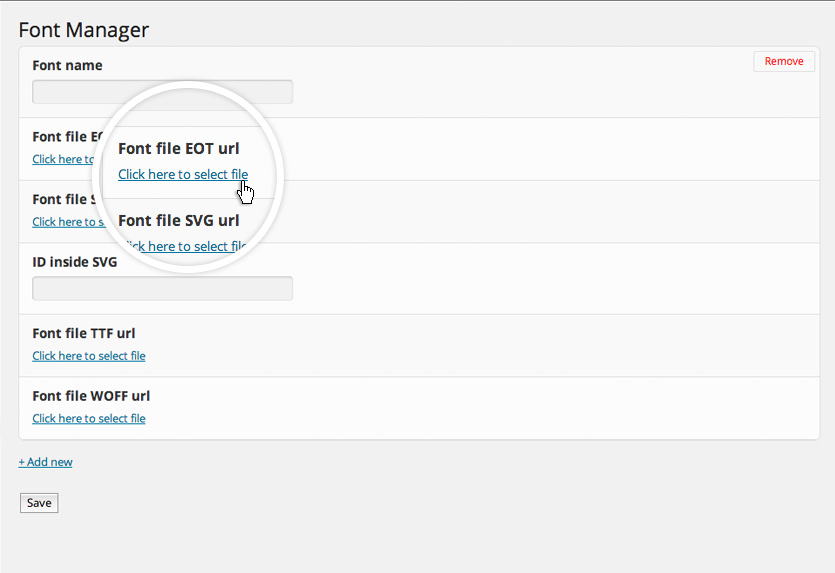 Font Manager
Font name
Remove
Font file EOT url
Click here to select file
Font file SVG url
Click here to select file
ID inside SVG
Font file TTF url
Click here to select file
Font file WOFF url
Click here to select file
+ Add new
Save